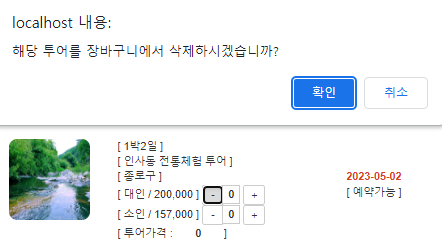 localhost 내용:
해당 투어를 장바구니에서 삭제하시겠습니까?
확인 취소
[ 1박2일 ]
[ 인사동 전통체험 투어 ]
[ 종로구 ]
2023-05-02
[ 대인 / 200,000 ] - 0 +
[ 예약가능 ]
[ 소인 / 157,000 ] - 0 +
[ 투어가격 : 0 ]